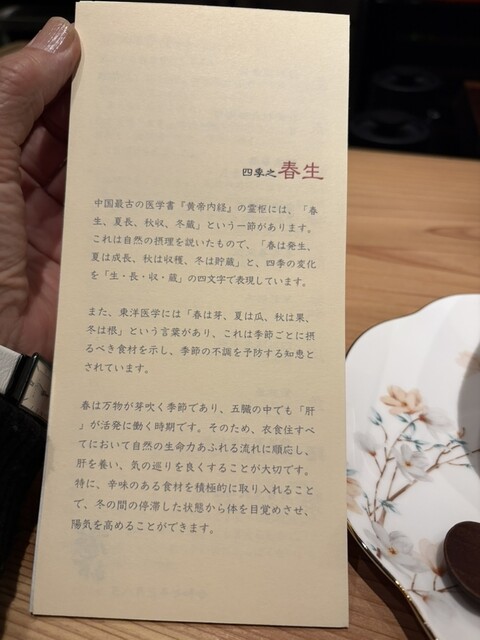 四季之春生
中国最古の医学書『黄帝内経』の霊枢には、「春
生、夏長、秋収、冬蔵」という一節があります。
これは自然の摂理を説いたもので、「春は発生、
夏は成長、秋は収穫、冬は貯蔵」と、四季の変化
を「生・長・収・蔵」の四文字で表現しています。
また、東洋医学には「春は芽、夏は瓜、秋は果、
冬は根」という言葉があり、これは季節ごとに摂
るべき食材を示し、季節の不調を予防する知恵と
されています。
春は万物が芽吹く季節であり、五臓の中でも「肝
」が活発に働く時期です。そのため、衣食住すべ
てにおいて自然の生命力あふれる流れに順応し、
肝を養い、気の巡りを良くすることが大切です。
特に、辛味のある食材を積極的に取り入れること
で、冬の間の停滞した状態から体を目覚めさせ、
陽気を高めることができます。